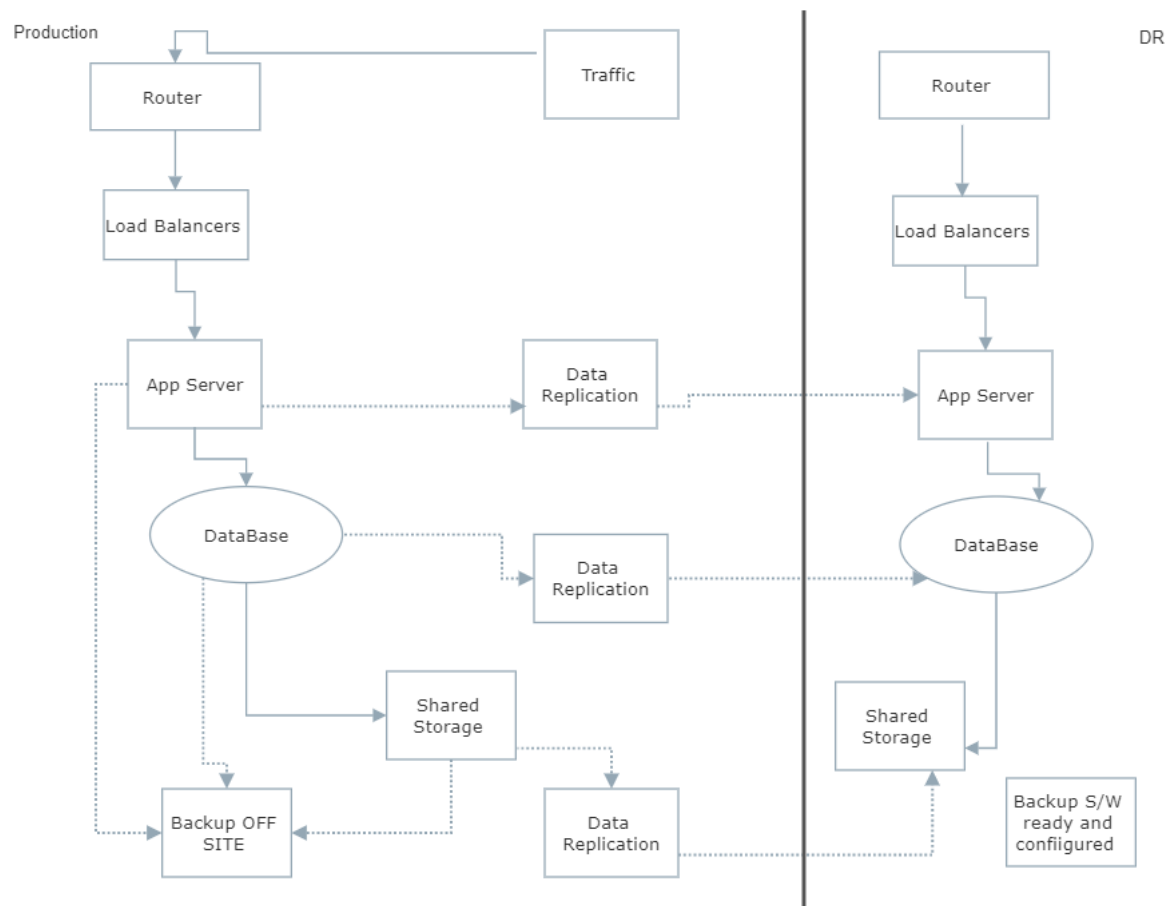 Production
DR
Traffic
Router
Router
Load Balancers
Load Balancers
App Server
Data
Replication
App Server
DataBase
Data
Replication
DataBase
Shared
Storage
Shared
Storage
Backup OFF
SITE
Data
Replication
Backup S/W
ready and
confiigured